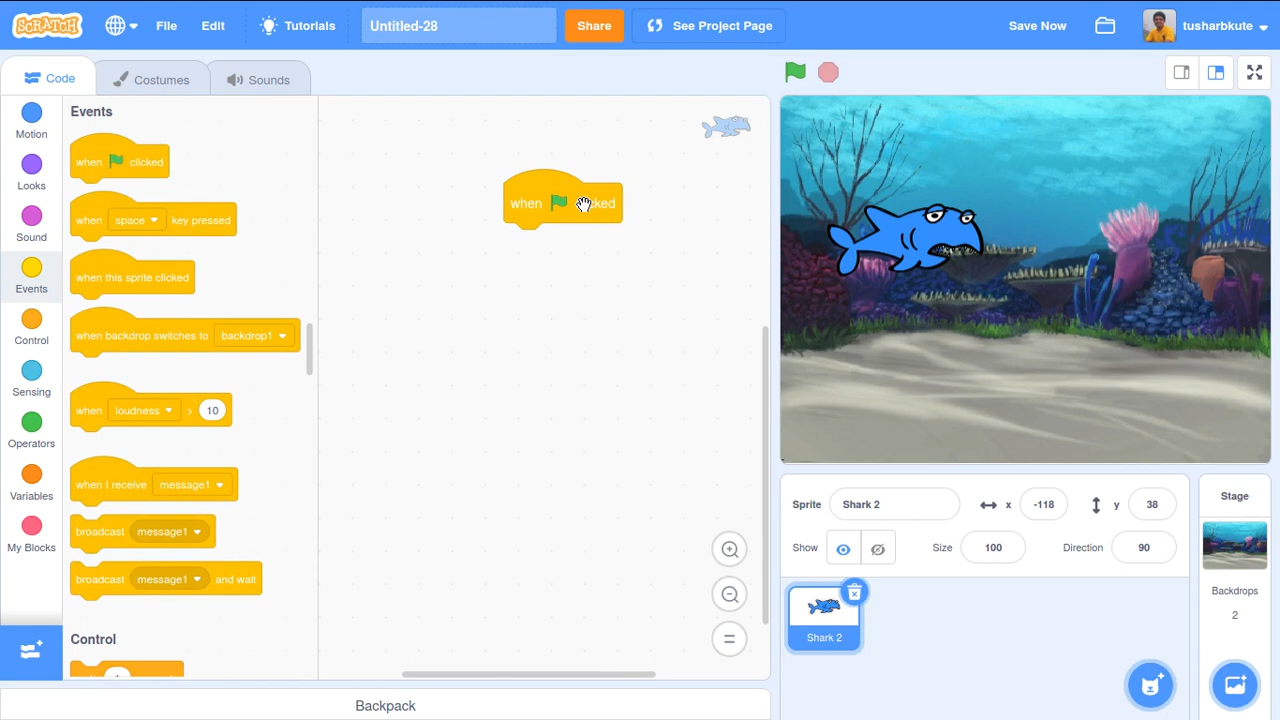 SCRATCH File Edit Tutorials Untitled-28 Share See Project Page Save Now tusharbkute
Code Costumes Sounds
Motion
Looks
Sound
Events
Control
Sensing
Operators
Variables
My Blocks
Events
when clicked
when space key pressed
when this sprite clicked
when backdrop switches to backdrop1
when loudness > 10
when I receive message1
broadcast message1
broadcast message1 and wait
Control
when
Backpack
Sprite Shark 2 x -118 y 38
Show Size 100 Direction 90
Shark 2
Stage
Backdrops
2